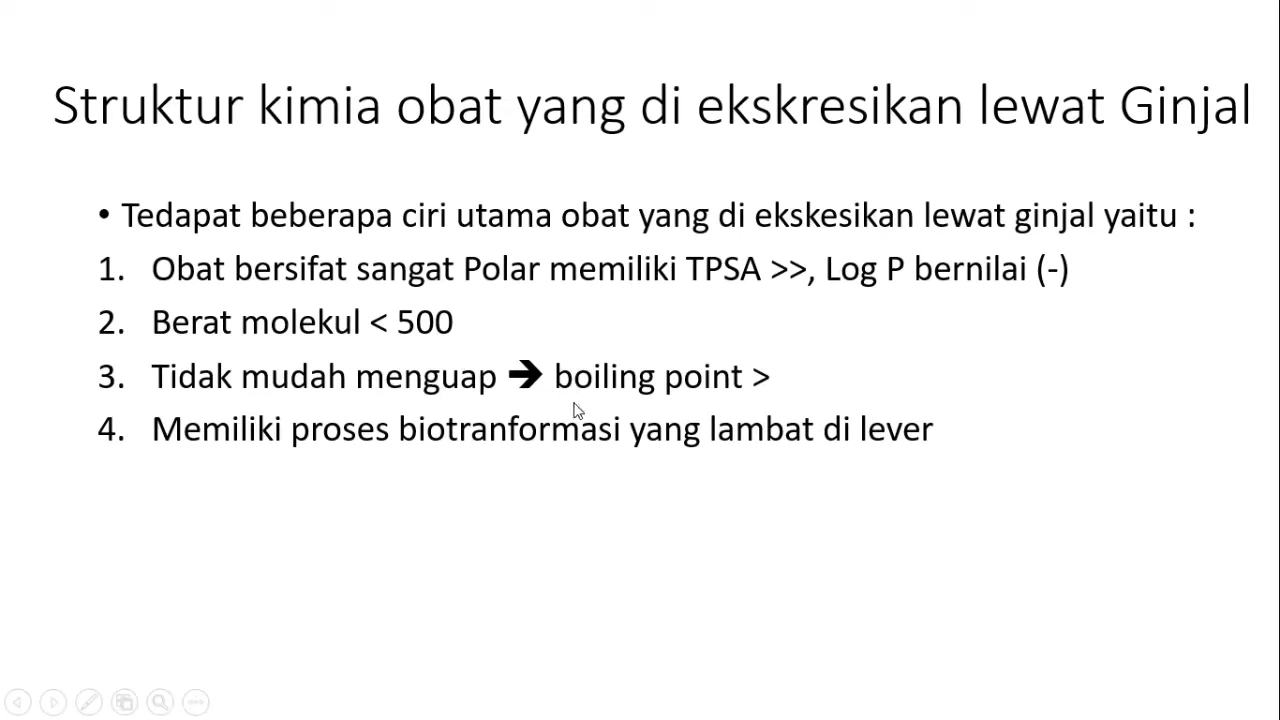 Struktur kimia obat yang di ekskresikan lewat Ginjal
• Tedapat beberapa ciri utama obat yang di ekskesikan lewat ginjal yaitu :
1. Obat bersifat sangat Polar memiliki TPSA >>, Log P bernilai (-)
2. Berat molekul < 500
3. Tidak mudah menguap ➔ boiling point >
4. Memiliki proses biotranformasi yang lambat di lever